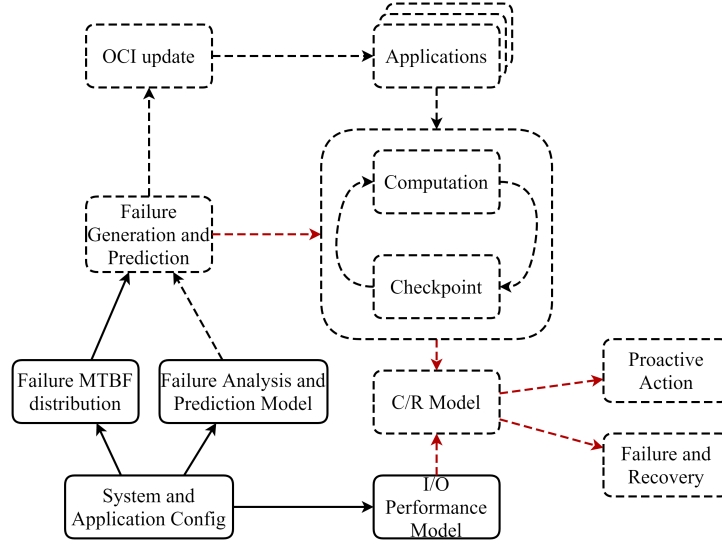 OCI update
Applications
Computation
Failure
Generation and
Prediction
Checkpoint
Failure MTBF
distribution
Failure Analysis and
Prediction Model
C/R Model
Proactive
Action
Failure and
Recovery
System and
Application Config
I/O
Performance
Model